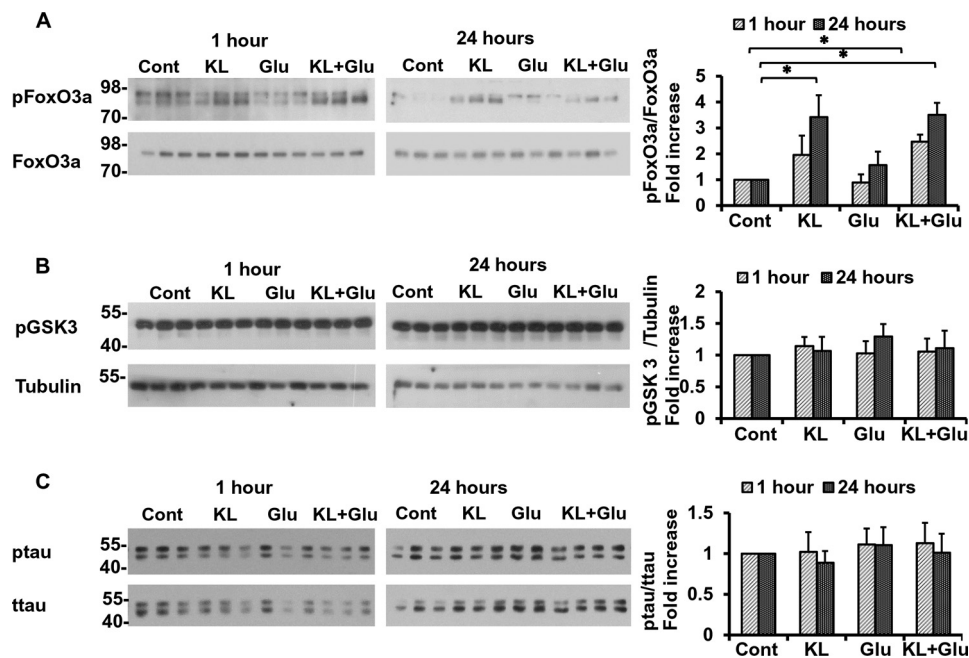 A
1 hour
24 hours
Cont KL Glu KL+Glu
Cont KL Glu KL+Glu
pFoxO3a
98-
70-
FoxO3a
98-
70-
1 hour 24 hours
*
*
*
pFoxO3a/FoxO3a
Fold increase
5
4
3
2
1
0
Cont KL Glu KL+Glu
B
1 hour
24 hours
Cont KL Glu KL+Glu
Cont KL Glu KL+Glu
pGSK3
55-
40-
Tubulin
55-
1 hour 24 hours
pGSK 3 /Tubulin
Fold increase
2
1.5
1
0.5
0
Cont KL Glu KL+Glu
C
1 hour
24 hours
Cont KL Glu KL+Glu
Cont KL Glu KL+Glu
ptau
55-
40-
ttau
55-
40-
1 hour 24 hours
ptau/ttau
Fold increase
1.5
1
0.5
0
Cont KL Glu KL+Glu